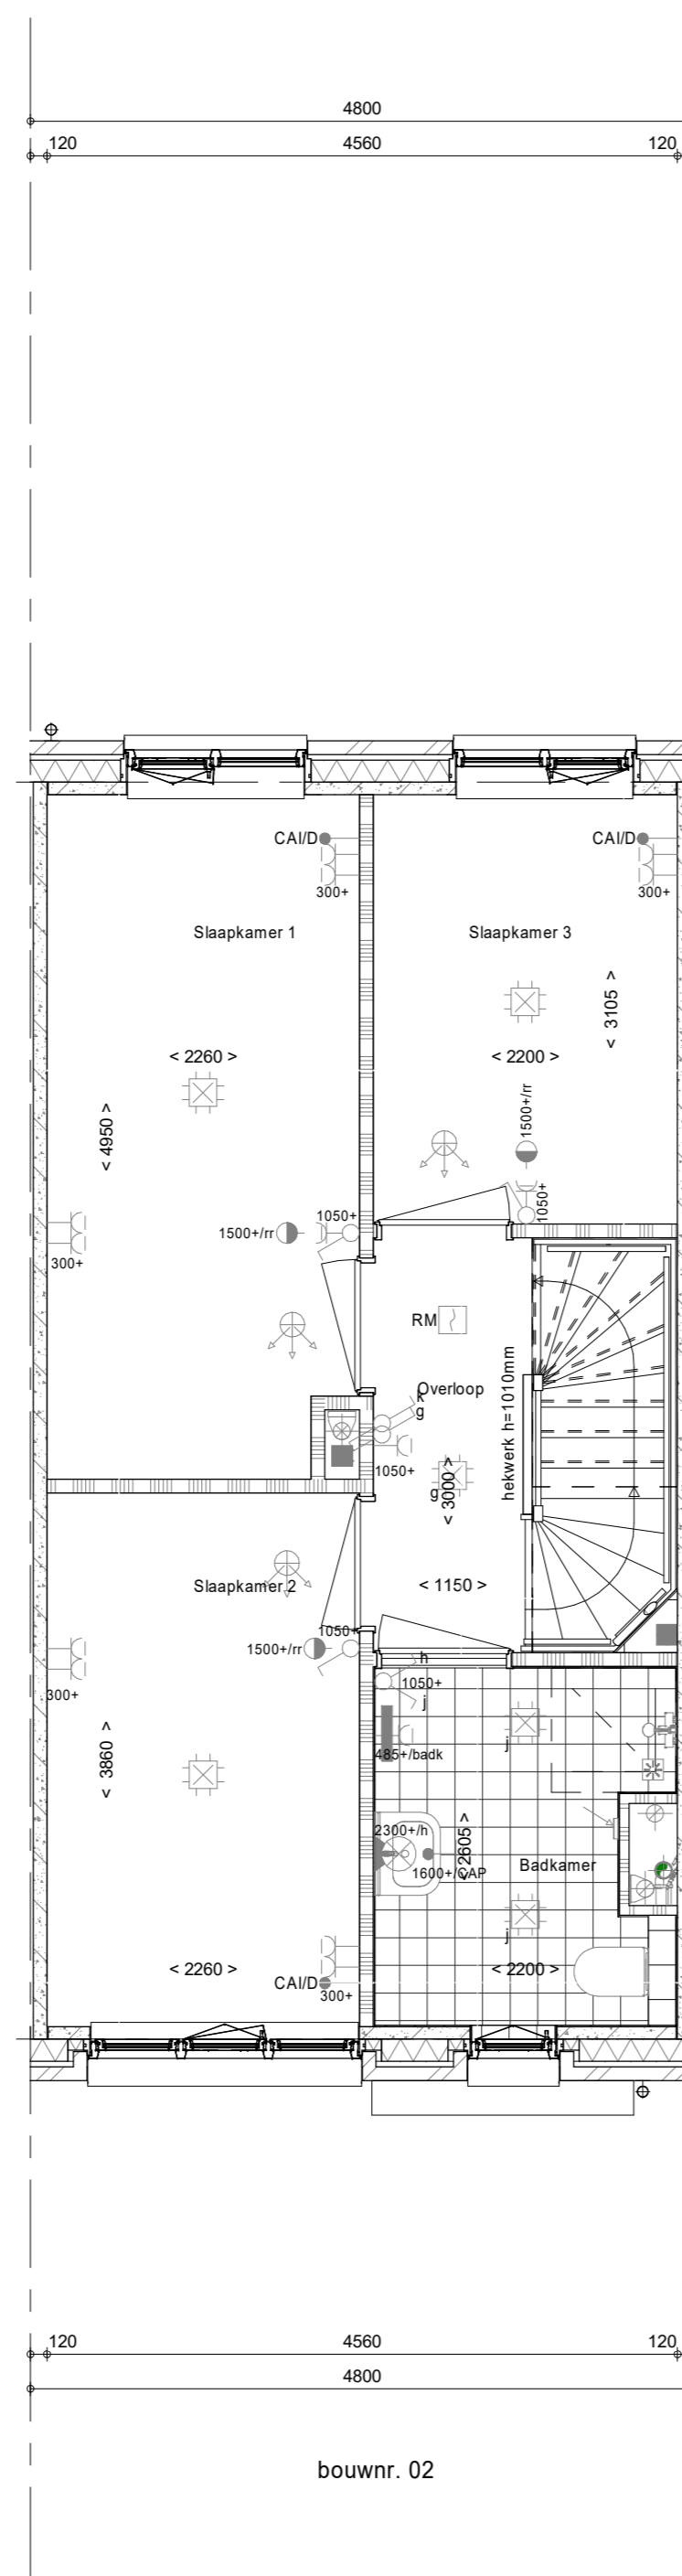 4800
120 4560 120
CAI/D CAI/D
300+ 300+
Slaapkamer 1 Slaapkamer 3
< 3105 >
< 2260 > < 2200 >
1500+/rr
< 4950 >
1050+
1050+
1500+/rr
300+
RM
hekwerk h=1010mm
Overloop
k
g
1050+
g
< 3000 >
Slaapkamer 2 < 1150 >
1050+
1500+/rr h
1050+
300+ j
j
485+/badk
< 3860 >
2300+/h
< 2605 >
1600+/CAP
Badkamer
j
< 2260 > < 2200 >
CAI/D
300+
120 4560 120
4800
bouwnr. 02